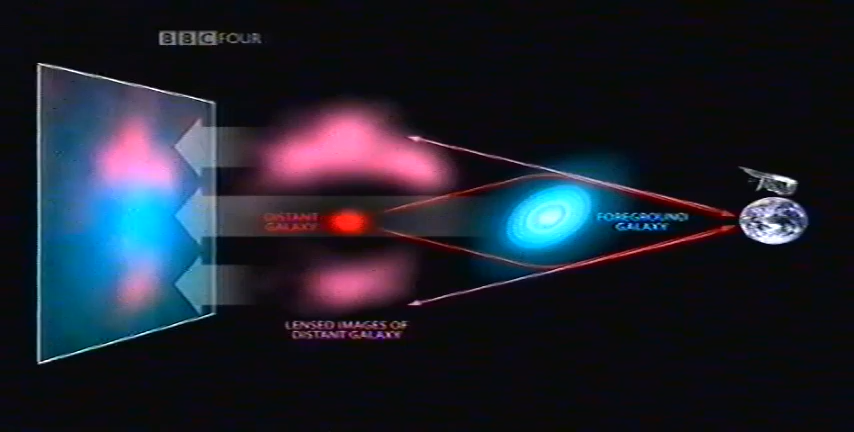 BBC FOUR
DISTANT
GALAXY
FOREGROUND
GALAXY
LENSED IMAGES OF
DISTANT GALAXY